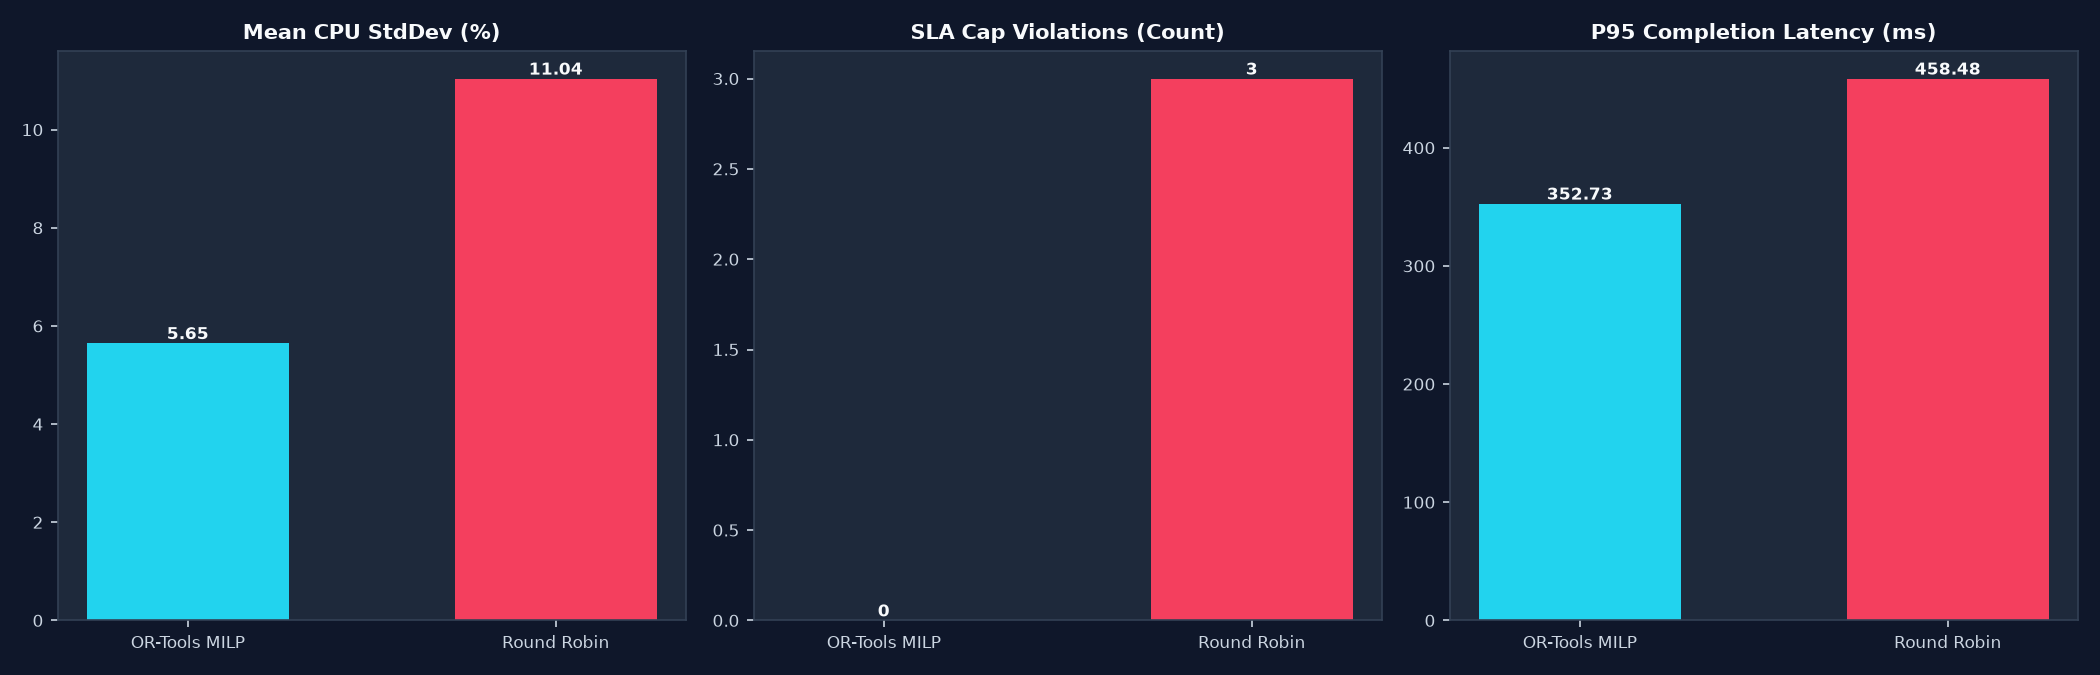 Mean CPU StdDev (%)
11.04
10
8
6
5.65
4
2
0
OR-Tools MILP
Round Robin
SLA Cap Violations (Count)
3
3.0
2.5
2.0
1.5
1.0
0.5
0
0.0
OR-Tools MILP
Round Robin
P95 Completion Latency (ms)
458.48
400
352.73
300
200
100
0
OR-Tools MILP
Round Robin